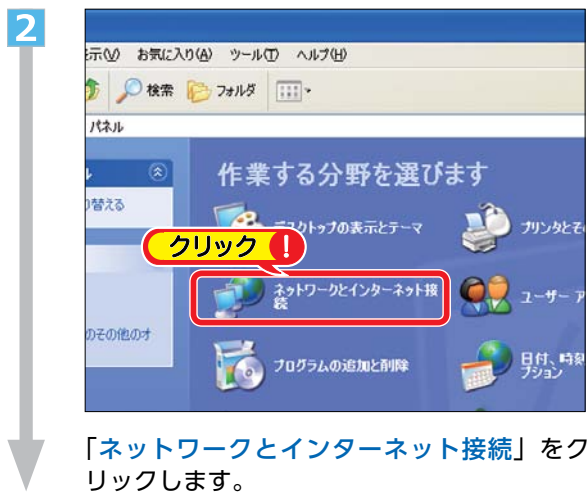 2
表示(V) お気に入り(A) ツール(T) ヘルプ(H)
検索 フォルダ
パネル
作業する分野を選びます
り替える
デスクトップの表示とテーマ
プリンタとその
クリック !
ネットワークとインターネット接
続
ユーザー ア
のその他のオ
プログラムの追加と削除
日付、時刻
プション
「ネットワークとインターネット接続」をク
リックします。